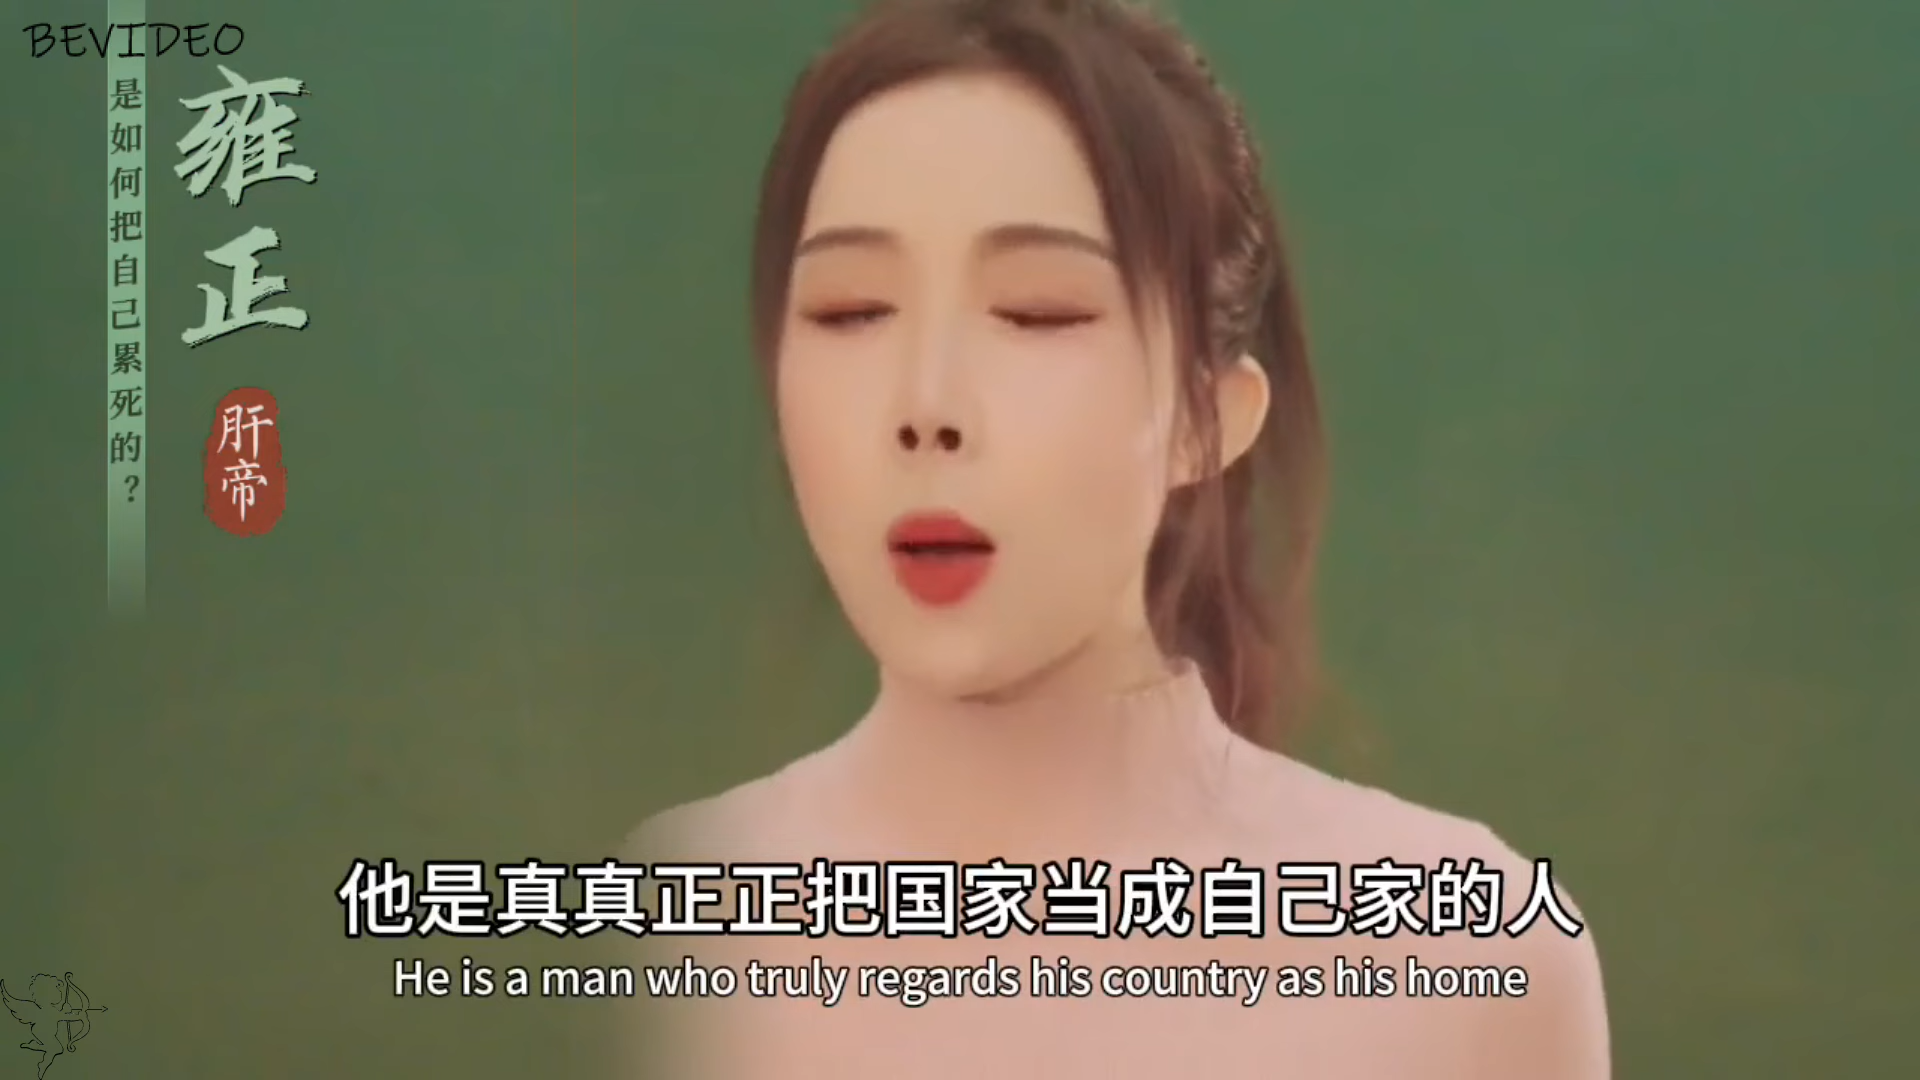 BEVIDEO
雍正
是如何把自己累死的？
肝帝
他是真真正正把国家当成自己家的人
He is a man who truly regards his country as his home